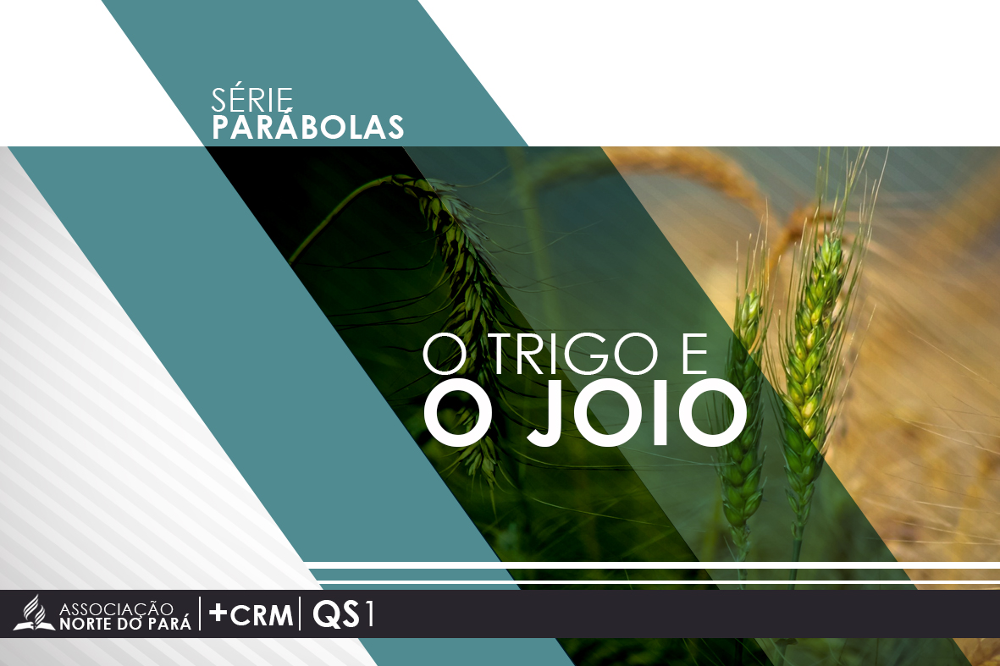 SÉRIE
PARÁBOLAS
O TRIGO E
O JOIO
ASSOCIAÇÃO
NORTE DO PARÁ
+CRM
QS1